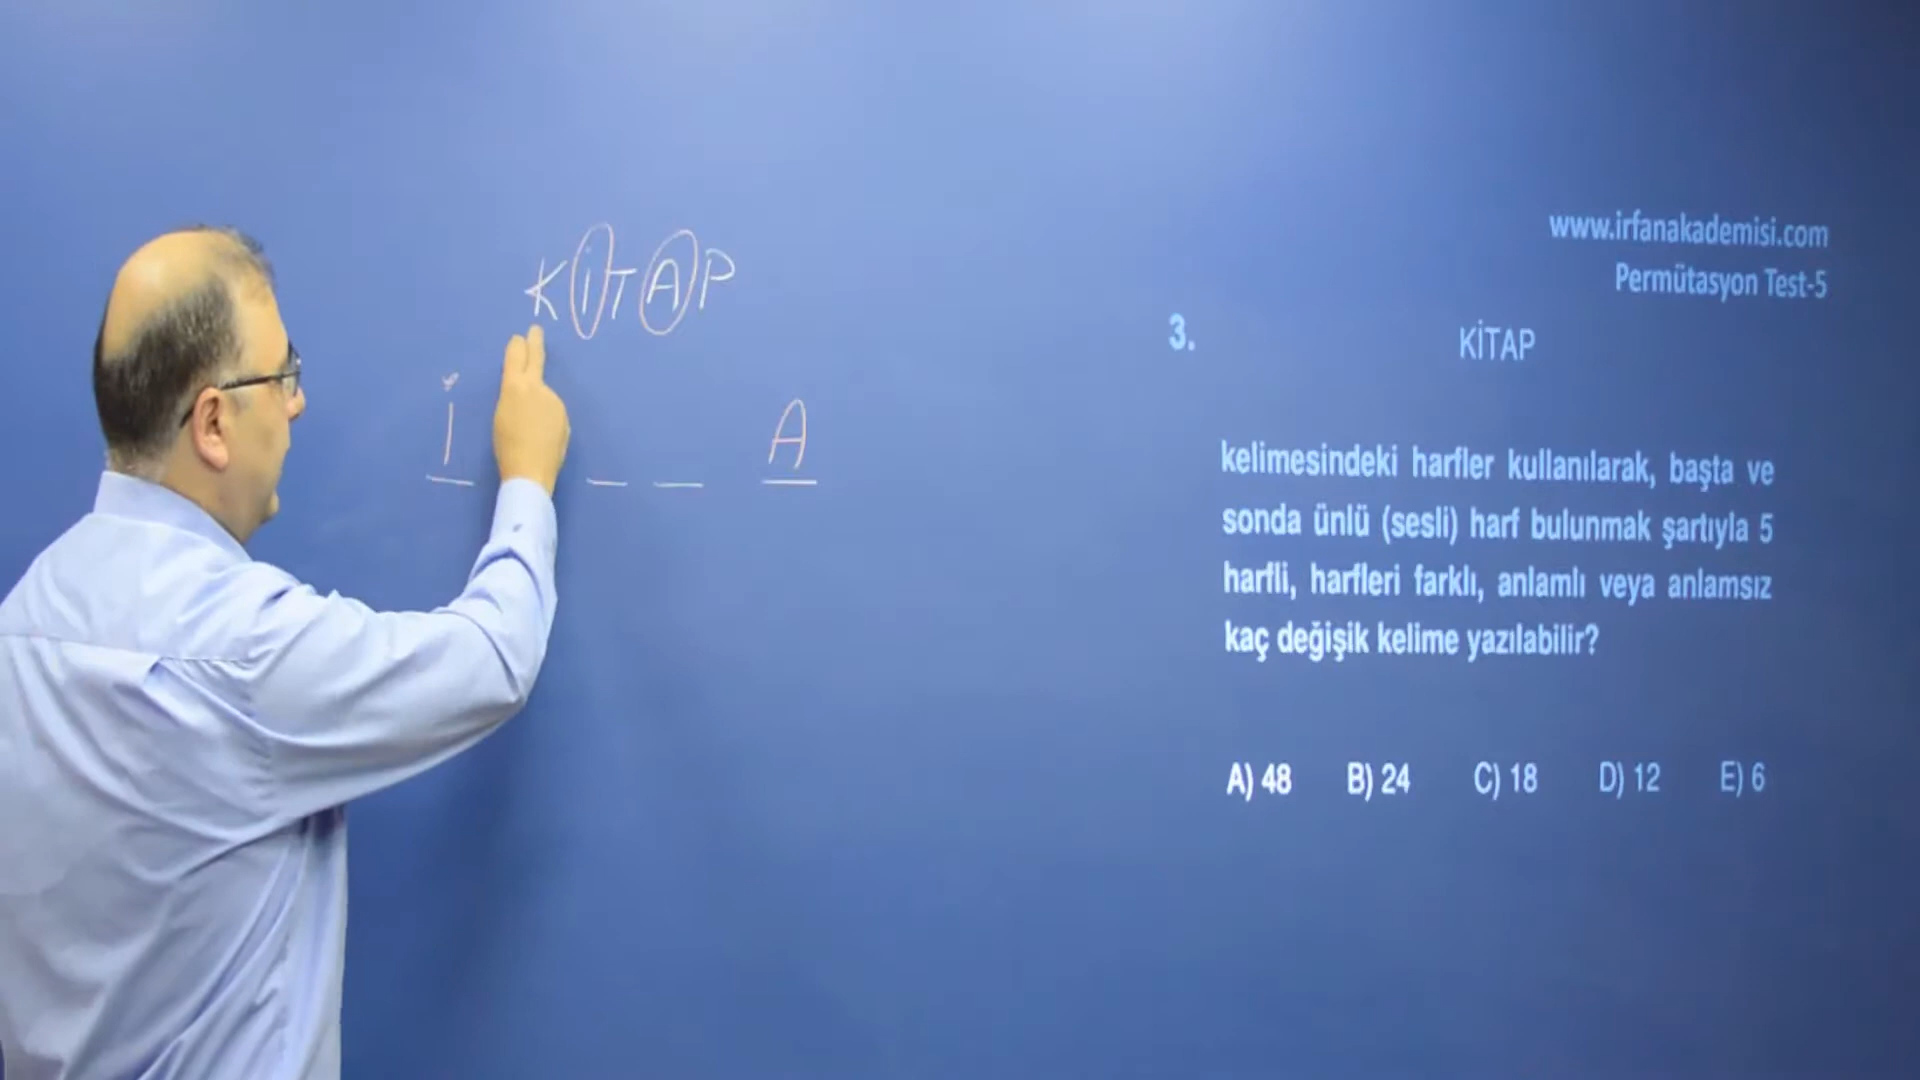 KİTAP
İ A
www.irfanakademisi.com
Permütasyon Test-5
3. KİTAP
kelimesindeki harfler kullanılarak, başta ve
sonda ünlü (sesli) harf bulunmak şartıyla 5
harfli, harfleri farklı, anlamlı veya anlamsız
kaç değişik kelime yazılabilir?
A) 48 B) 24 C) 18 D) 12 E) 6